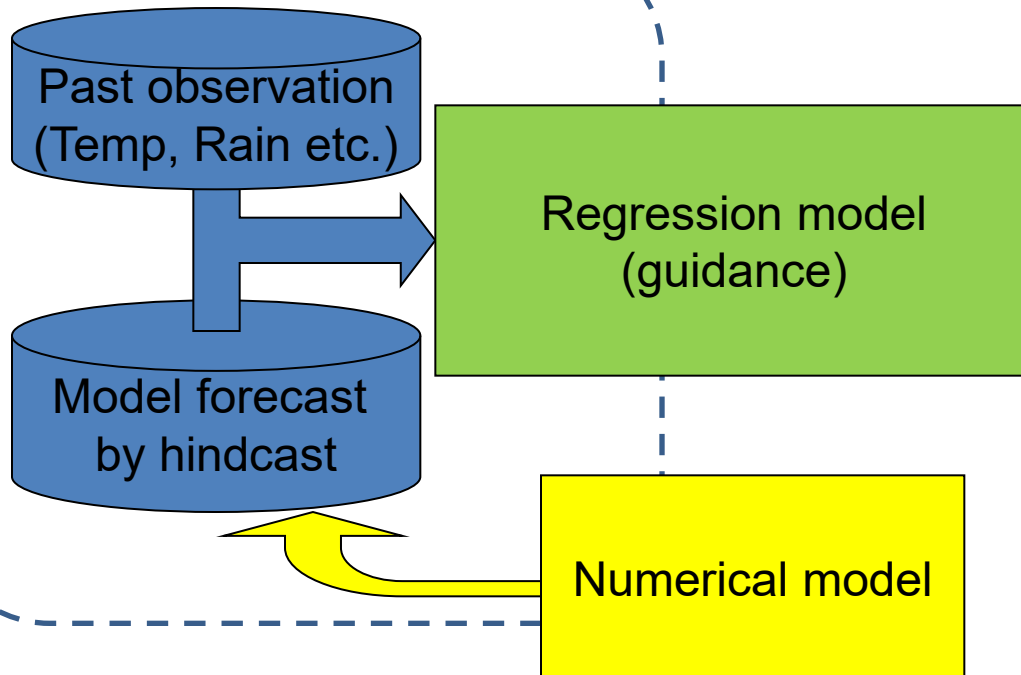 Past observation
(Temp, Rain etc.)
Regression model
(guidance)
Model forecast
by hindcast
Numerical model